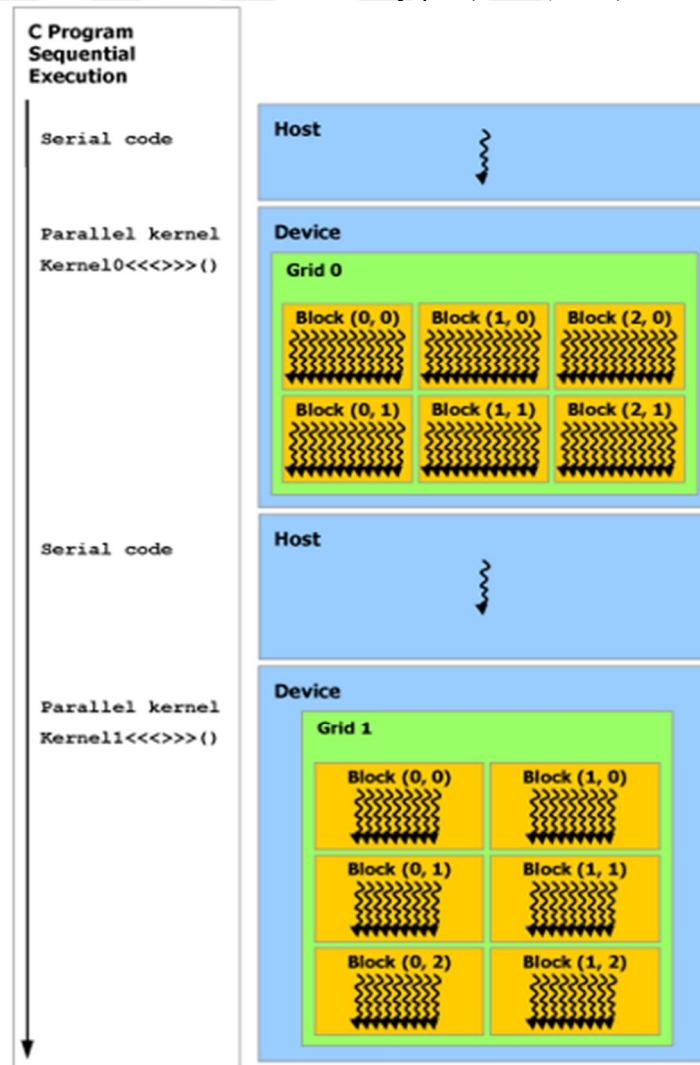 C Program
Sequential
Execution
Serial code
Host
Parallel kernel
Kernel0<<<>>>()
Device
Grid 0
Block (0, 0) Block (1, 0) Block (2, 0)
Block (0, 1) Block (1, 1) Block (2, 1)
Serial code
Host
Parallel kernel
Kernel1<<<>>>()
Device
Grid 1
Block (0, 0) Block (1, 0)
Block (0, 1) Block (1, 1)
Block (0, 2) Block (1, 2)